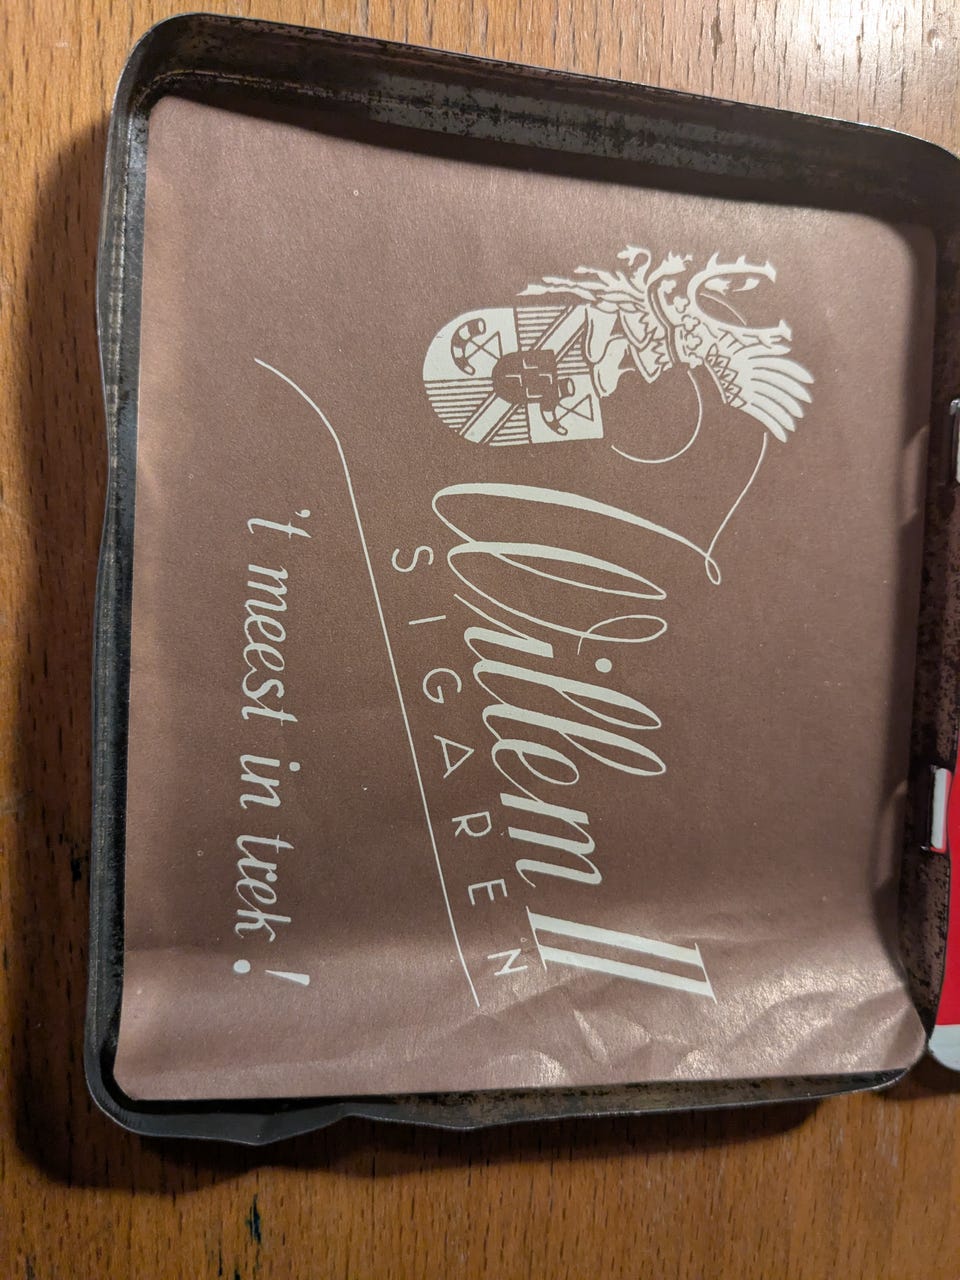 Willem II
SIGAREN
't meest in trek!